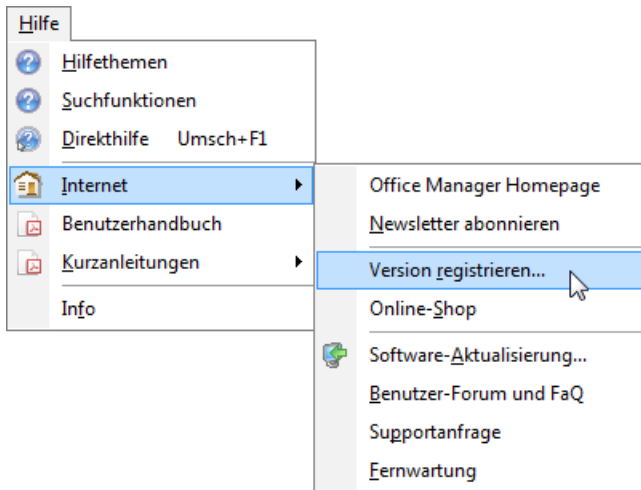 Hilfe
Hilfethemen
Suchfunktionen
Direkthilfe Umsch+F1
Internet
Benutzerhandbuch
Kurzanleitungen
Info
Office Manager Homepage
Newsletter abonnieren
Version registrieren...
Online-Shop
Software-Aktualisierung...
Benutzer-Forum und FaQ
Supportanfrage
Fernwartung